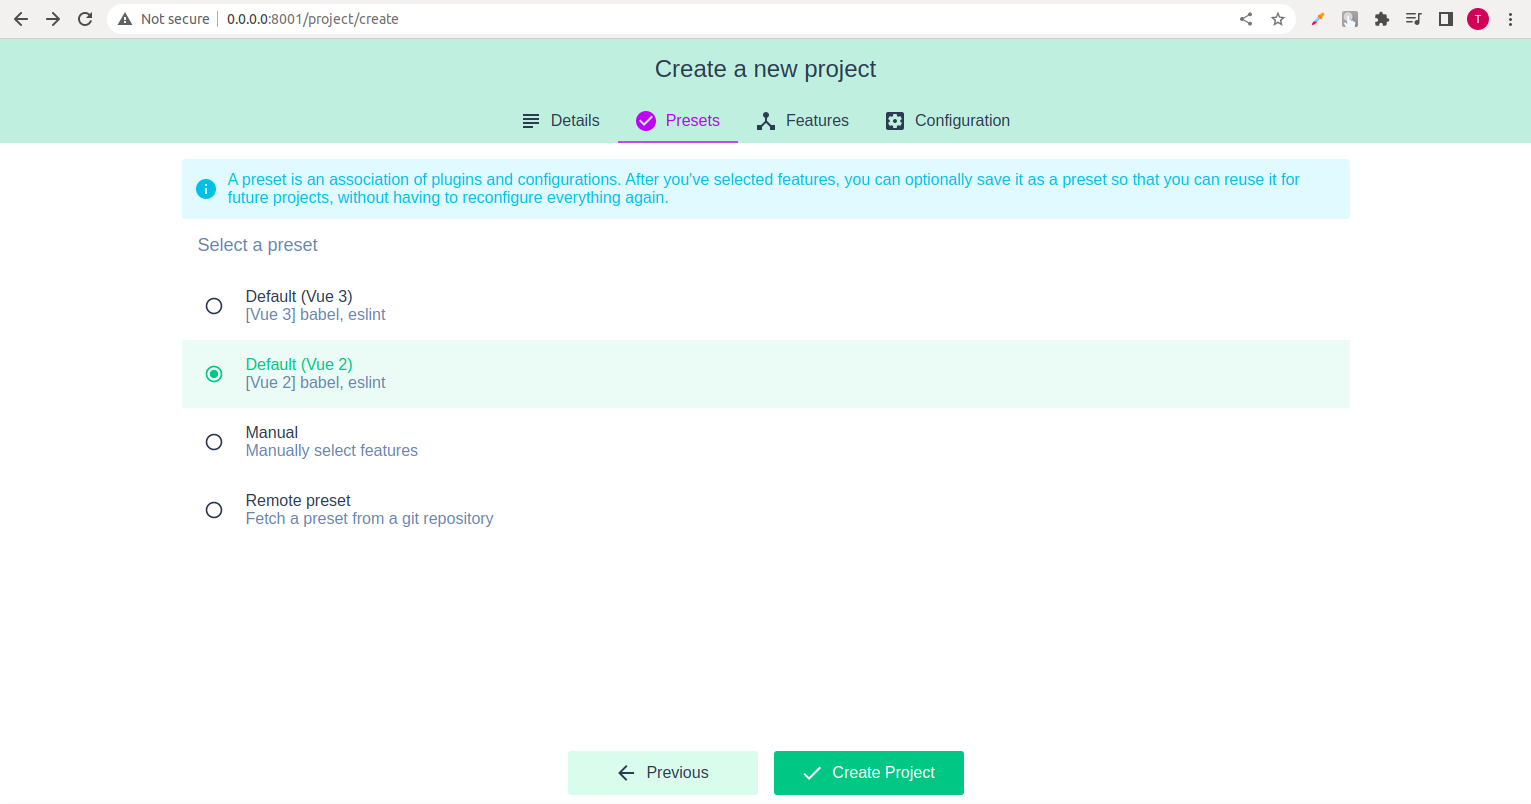 Not secure 0.0.0.0:8001/project/create
T
Create a new project
Details Presets Features Configuration
A preset is an association of plugins and configurations. After you've selected features, you can optionally save it as a preset so that you can reuse it for
future projects, without having to reconfigure everything again.
Select a preset
Default (Vue 3)
[Vue 3] babel, eslint
Default (Vue 2)
[Vue 2] babel, eslint
Manual
Manually select features
Remote preset
Fetch a preset from a git repository
Previous Create Project